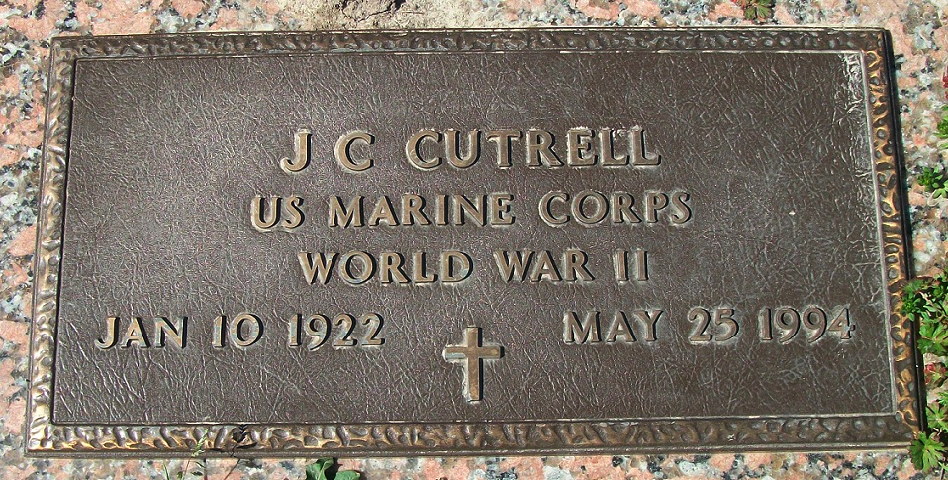 J C CUTRELL
US MARINE CORPS
WORLD WAR II
JAN 10 1922 MAY 25 1994